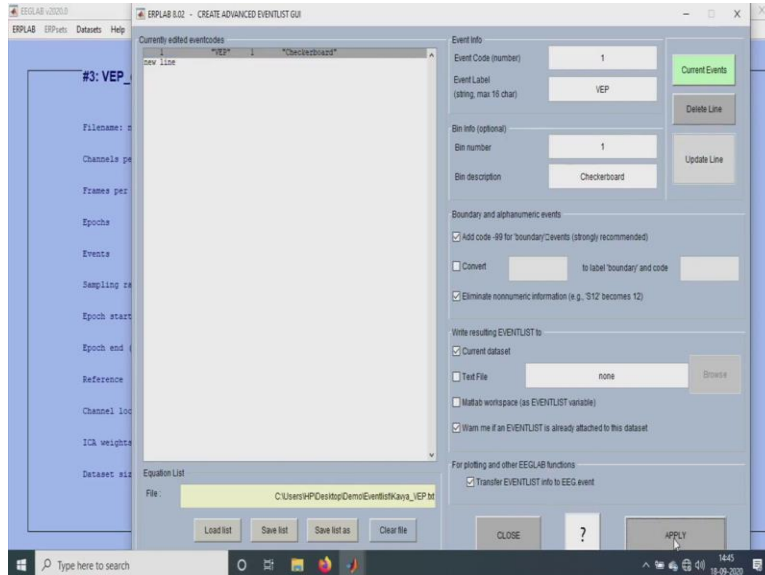 EEGLAB v2020.0
ERPLAB 8.02 - CREATE ADVANCED EVENTLIST GUI
ERPLAB ERPsets Datasets Help
#3: VEP_
Filename:
Channels pe
Frames per
Epochs
Events
Sampling ra
Epoch start
Epoch end (
Reference
Channel loc
ICA weights
Dataset siz
Currently edited eventcodes
1 "VEP" 1 "Checkerboard"
new line
Equation List
File :
C:\Users\HP\Desktop\Demo\Eventlist\Kavya_VEP.txt
Load list Save list Save list as Clear file
Event Info
Event Code (number) 1
Event Label
(string, max 16 char)
VEP
Bin Info (optional)
Bin number 1
Bin description Checkerboard
Current Events
Delete Line
Update Line
Boundary and alphanumeric events
Add code -99 for 'boundary' events (strongly recommended)
Convert to label 'boundary' and code
Eliminate nonnumeric information (e.g., 'S12' becomes 12)
Write resulting EVENTLIST to
Current dataset
Text File none Browse
Matlab workspace (as EVENTLIST variable)
Warn me if an EVENTLIST is already attached to this dataset
For plotting and other EEGLAB functions
Transfer EVENTLIST info to EEG.event
CLOSE ? APPLY
Type here to search
14:45
18-09-2020